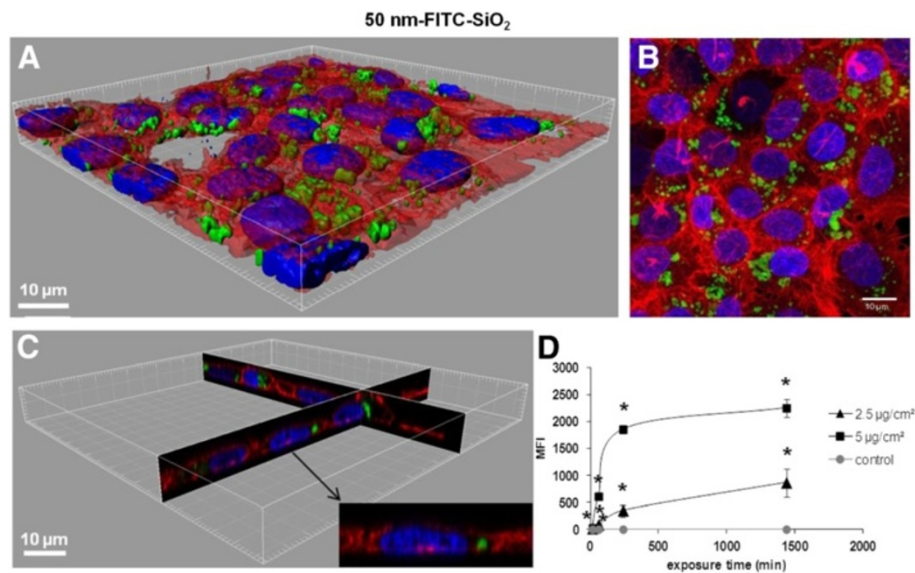 50 nm-FITC-SiO₂
A
10 µm
B
10 µm
C
10 µm
D
3000
2500
2000
1500
1000
500
0
MFI
0 500 1000 1500 2000
exposure time (min)
* * * * * * * *
2.5 µg/cm²
5 µg/cm²
control